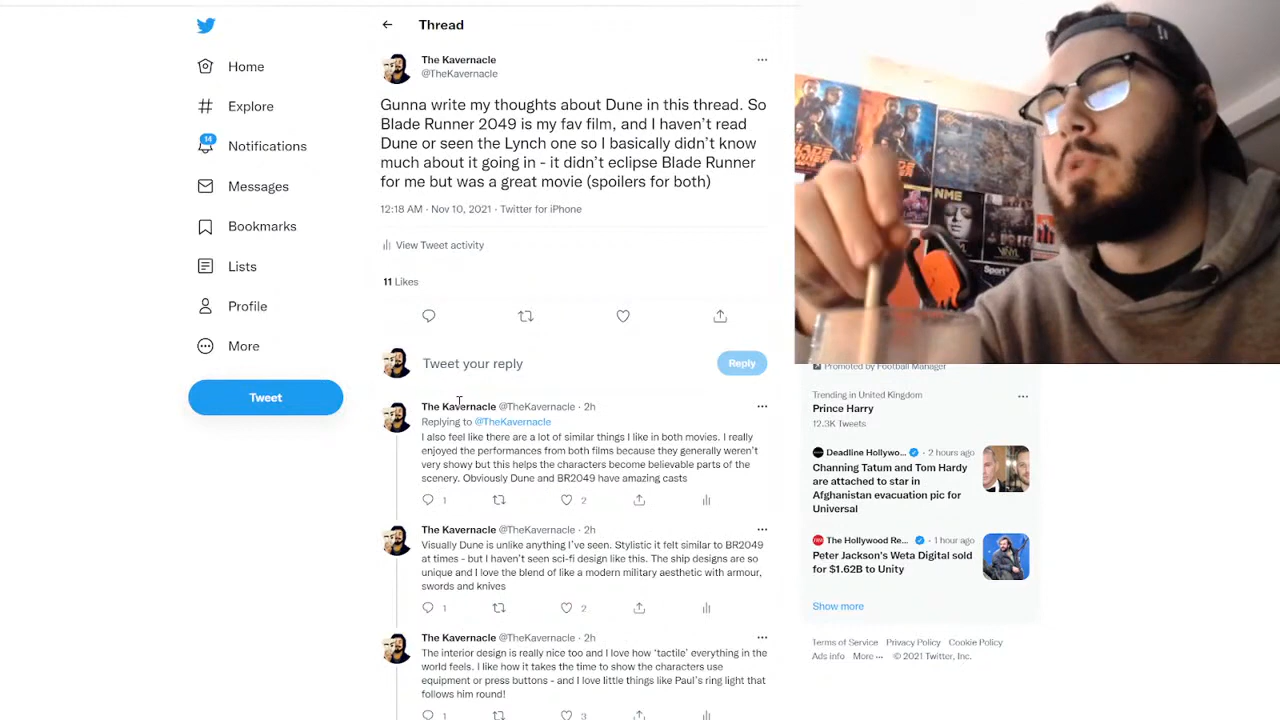 Thread
Home
Explore
14
Notifications
Messages
Bookmarks
Lists
Profile
More
Tweet
The Kavernacle
@TheKavernacle
Gunna write my thoughts about Dune in this thread. So
Blade Runner 2049 is my fav film, and I haven't read
Dune or seen the Lynch one so I basically didn't know
much about it going in - it didn't eclipse Blade Runner
for me but was a great movie (spoilers for both)
12:18 AM · Nov 10, 2021 · Twitter for iPhone
View Tweet activity
11 Likes
Tweet your reply
Reply
The Kavernacle @TheKavernacle · 2h
Replying to @TheKavernacle
I also feel like there are a lot of similar things I like in both movies. I really
enjoyed the performances from both films because they generally weren't
very showy but this helps the characters become believable parts of the
scenery. Obviously Dune and BR2049 have amazing casts
1 2
The Kavernacle @TheKavernacle · 2h
Visually Dune is unlike anything I've seen. Stylistic it felt similar to BR2049
at times - but I haven't seen sci-fi design like this. The ship designs are so
unique and I love the blend of like a modern military aesthetic with armour,
swords and knives
1 2
The Kavernacle @TheKavernacle · 2h
The interior design is really nice too and I love how 'tactile' everything in the
world feels. I like how it takes the time to show the characters use
equipment or press buttons - and I love little things like Paul's ring light that
follows him round!
1 3
NME
VINYL
Sport
Promoted by Football Manager
Trending in United Kingdom
Prince Harry
12.3K Tweets
Deadline Hollywo... · 2 hours ago
Channing Tatum and Tom Hardy
are attached to star in
Afghanistan evacuation pic for
Universal
The Hollywood Re... · 1 hour ago
Peter Jackson's Weta Digital sold
for $1.62B to Unity
Show more
Terms of Service Privacy Policy Cookie Policy
Ads info More ··· © 2021 Twitter, Inc.